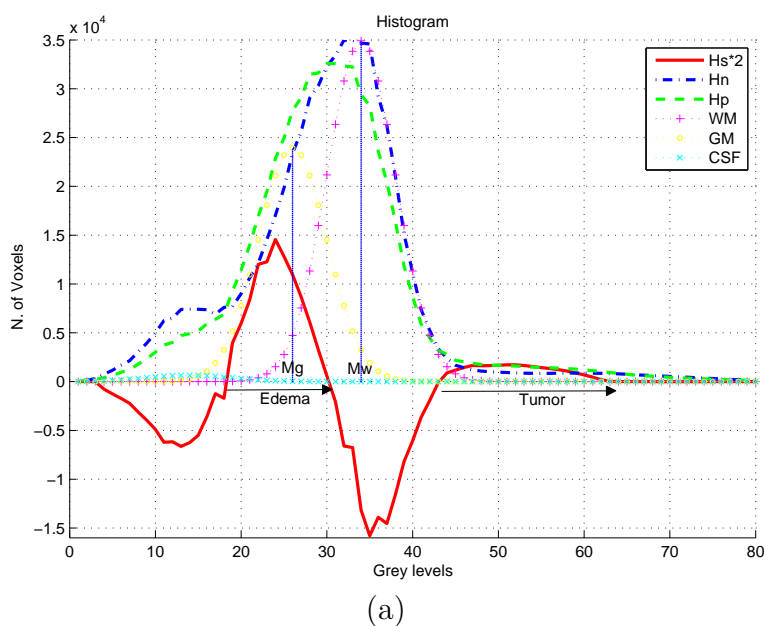 Histogram
x 10^4
3.5
3
2.5
2
1.5
1
0.5
0
−0.5
−1
−1.5
N. of Voxels
Hs*2
Hn
Hp
WM
GM
CSF
Mg
Mw
Edema
Tumor
0 10 20 30 40 50 60 70 80
Grey levels
(a)